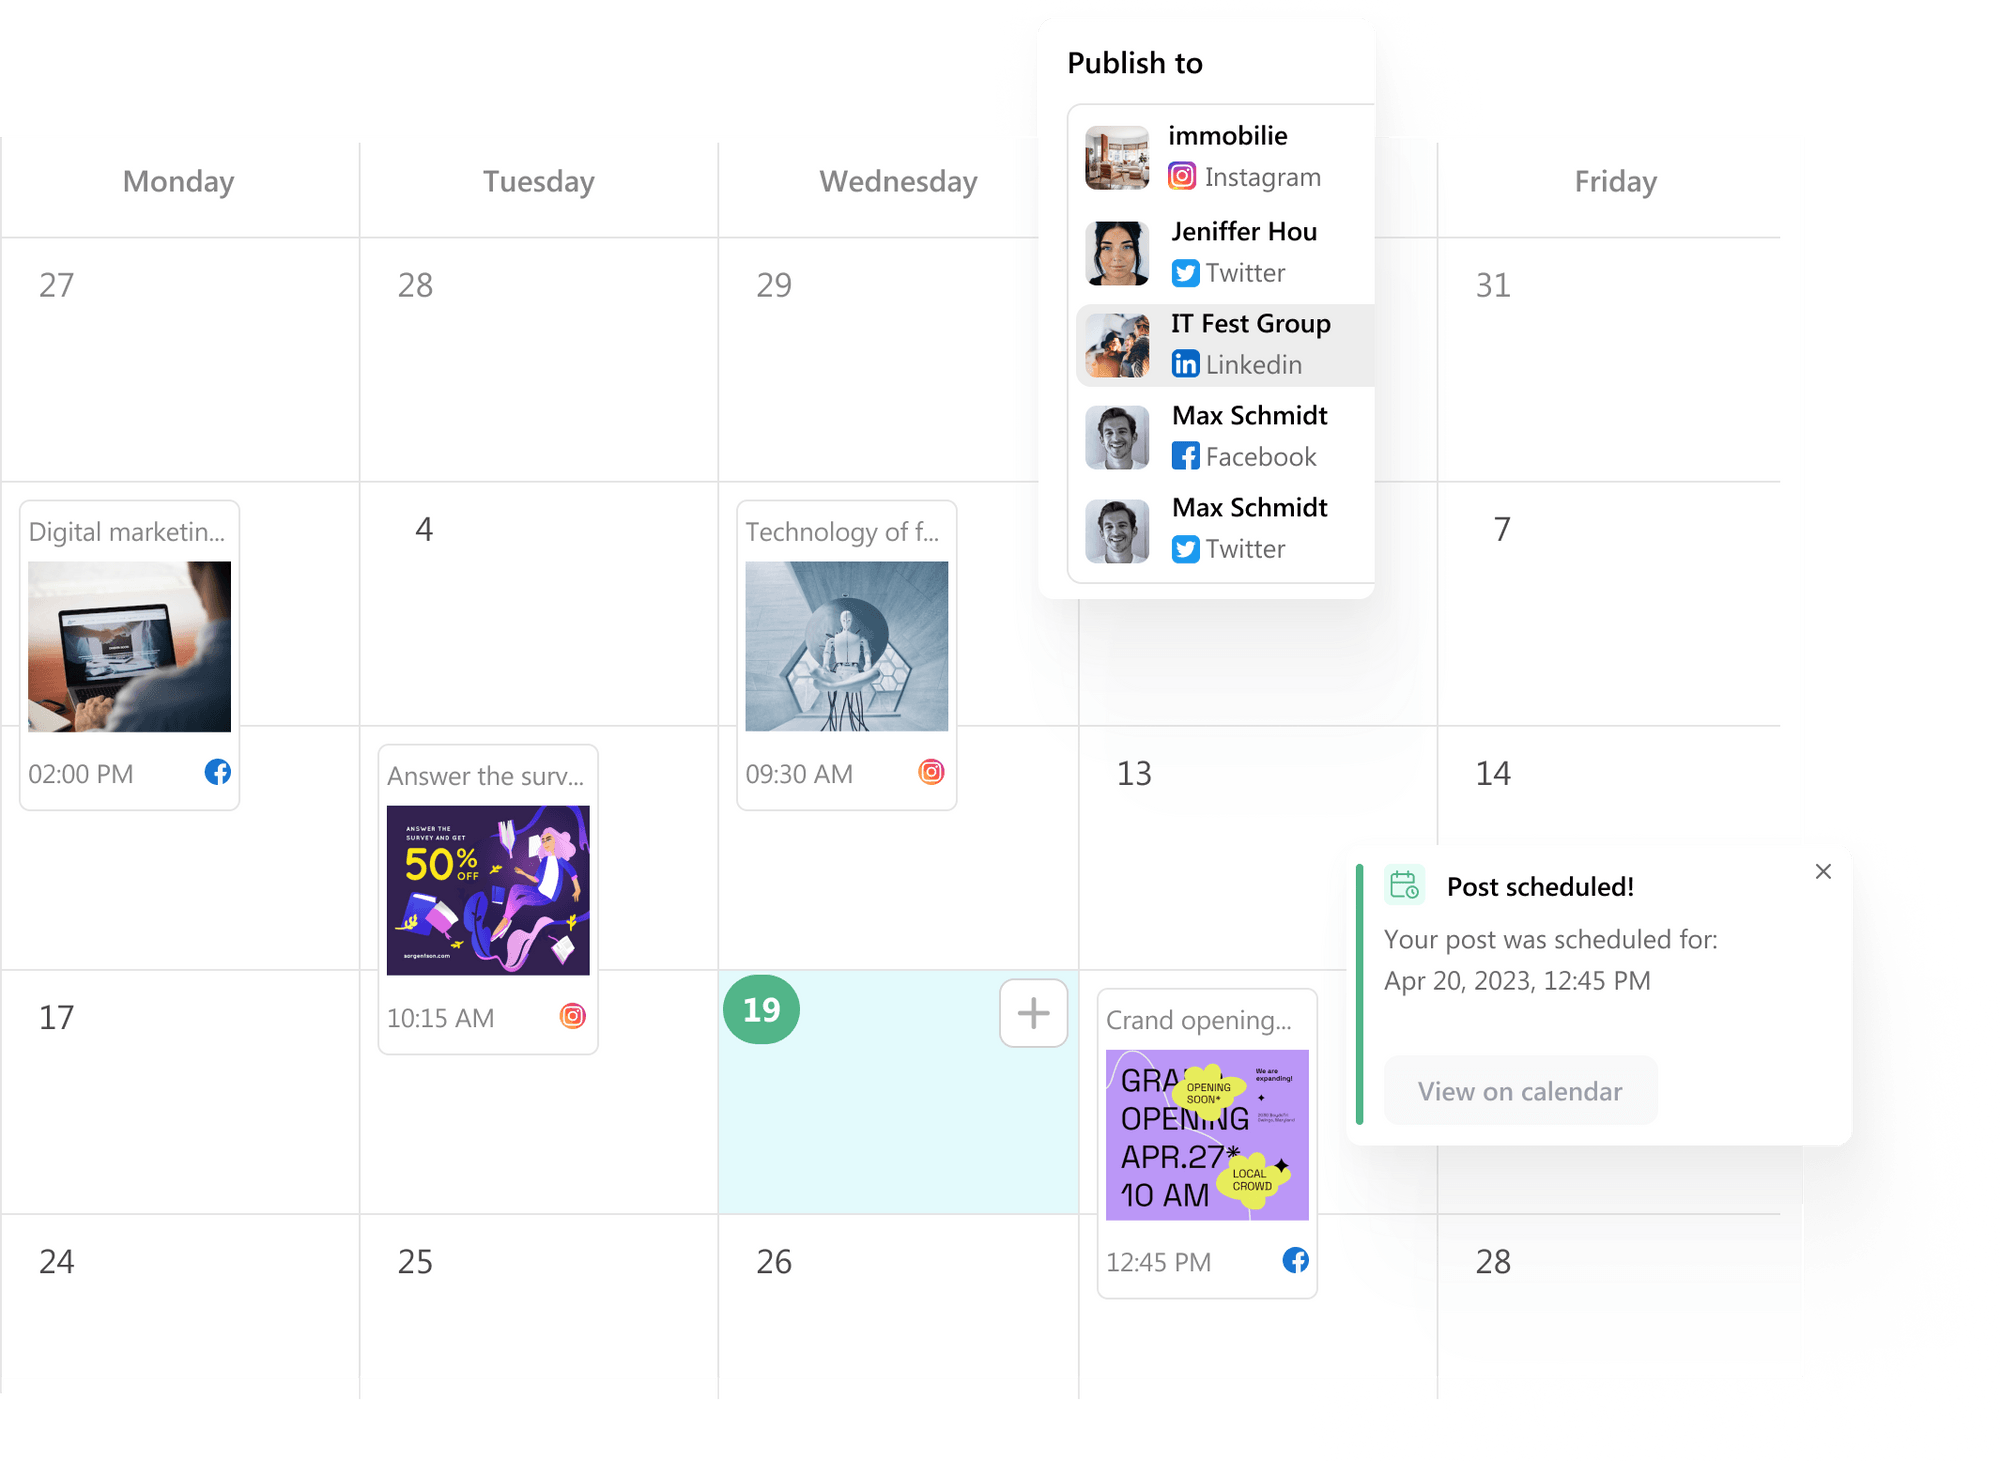 Publish to
immobilie
Instagram
Jeniffer Hou
Twitter
IT Fest Group
Linkedin
Max Schmidt
Facebook
Max Schmidt
Twitter
Monday
Tuesday
Wednesday
Friday
27
28
29
31
Digital marketin...
02:00 PM
4
Technology of f...
09:30 AM
7
Answer the surv...
ANSWER THE
SURVEY AND GET
50%
OFF
sorgentson.com
10:15 AM
13
14
Post scheduled!
Your post was scheduled for:
Apr 20, 2023, 12:45 PM
View on calendar
17
19
Crand opening...
OPENING
APR.27*
10 AM
OPENING
SOON*
We are
expanding!
LOCAL
CROWD
12:45 PM
24
25
26
28